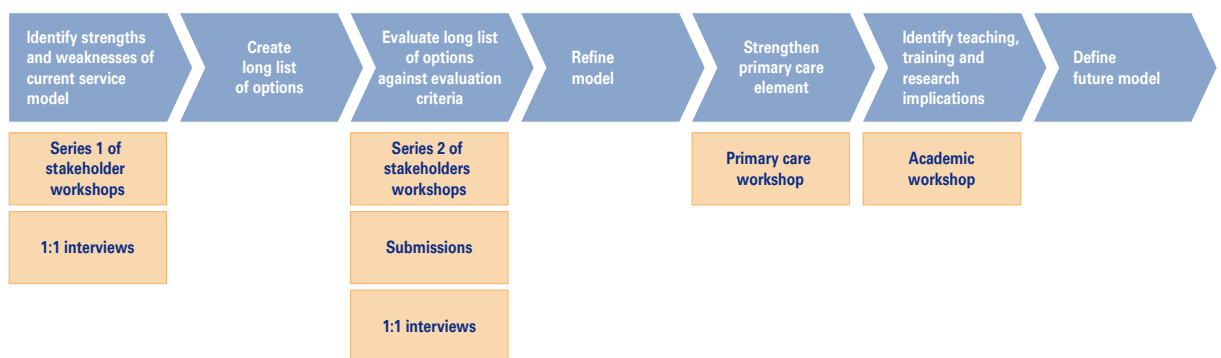 Identify strengths
and weaknesses of
current service
model
Create
long list
of options
Evaluate long list
of options
against evaluation
criteria
Refine
model
Strengthen
primary care
element
Identify teaching,
training and
research
implications
Define
future model
Series 1 of
stakeholder
workshops
Series 2 of
stakeholders
workshops
Primary care
workshop
Academic
workshop
1:1 interviews
Submissions
1:1 interviews